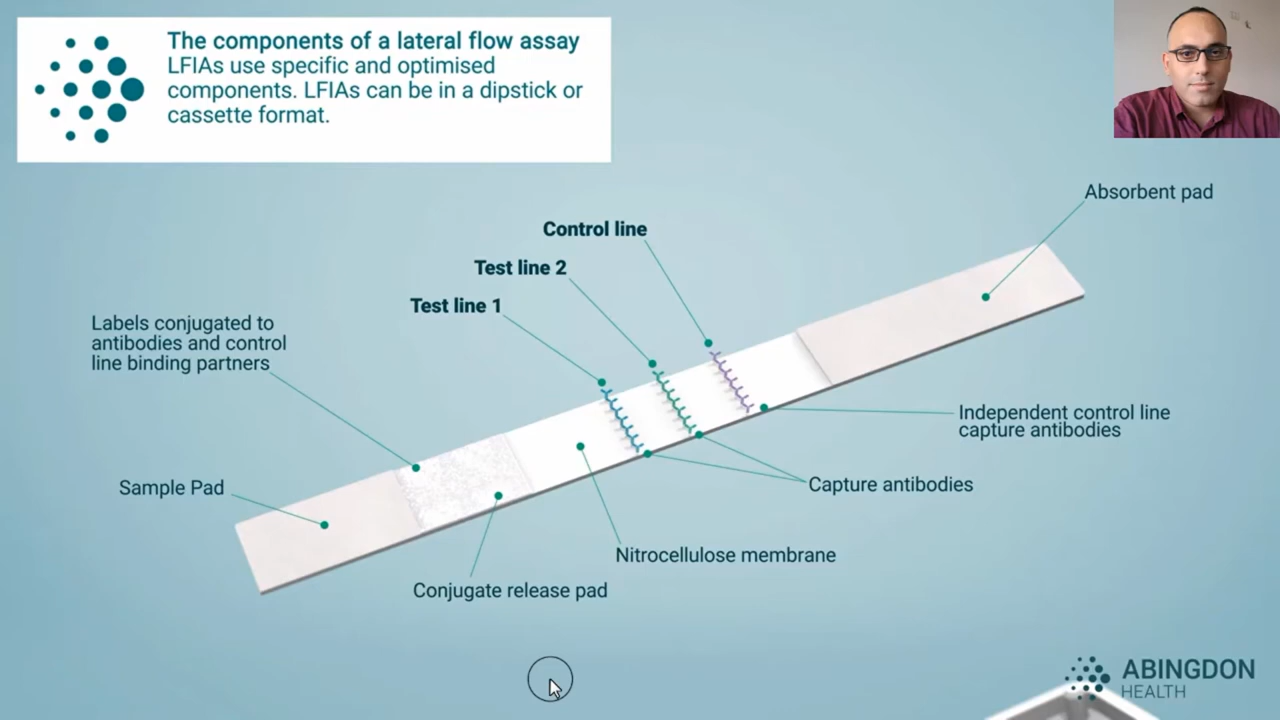 The components of a lateral flow assay
LFIAs use specific and optimised
components. LFIAs can be in a dipstick or
cassette format.
Absorbent pad
Control line
Test line 2
Test line 1
Labels conjugated to
antibodies and control
line binding partners
Independent control line
capture antibodies
Sample Pad
Capture antibodies
Nitrocellulose membrane
Conjugate release pad
ABINGDON
HEALTH